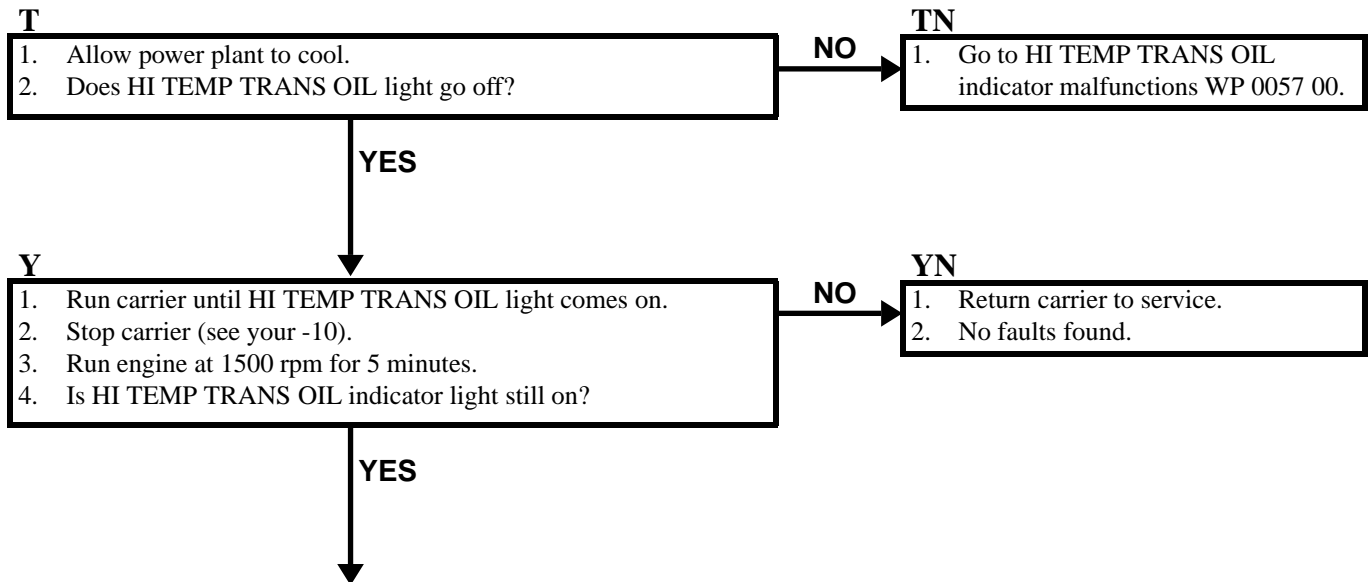 T
1. Allow power plant to cool.
2. Does HI TEMP TRANS OIL light go off?
NO
TN
1. Go to HI TEMP TRANS OIL
indicator malfunctions WP 0057 00.
YES
Y
1. Run carrier until HI TEMP TRANS OIL light comes on.
2. Stop carrier (see your -10).
3. Run engine at 1500 rpm for 5 minutes.
4. Is HI TEMP TRANS OIL indicator light still on?
NO
YN
1. Return carrier to service.
2. No faults found.
YES